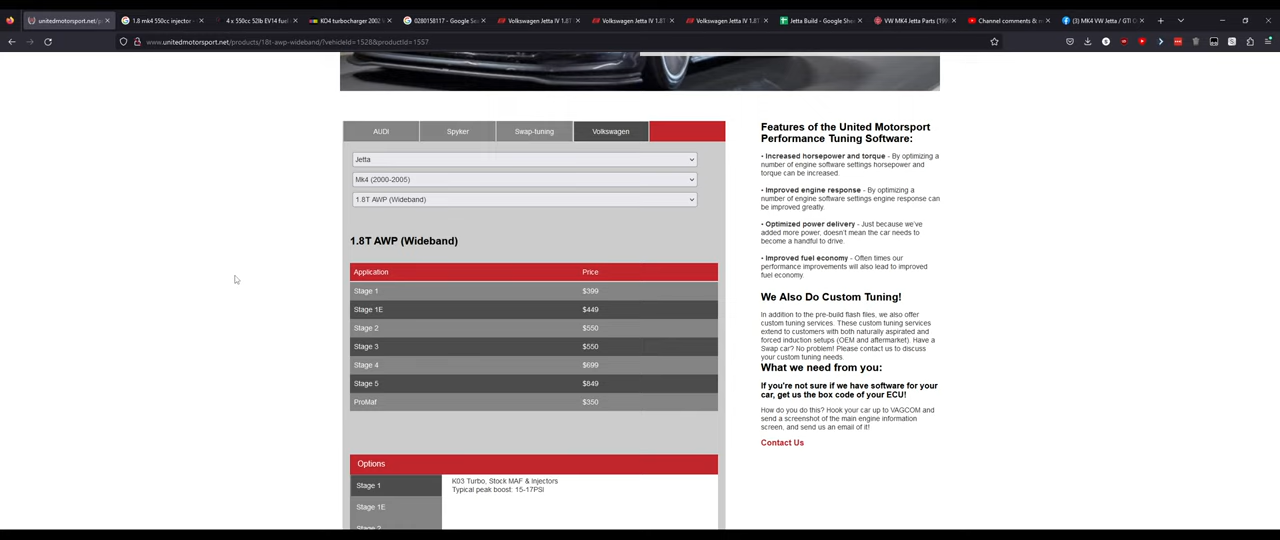 unitedmotorsport.net/
1.8 mk4 550cc injector
4 x 550cc 52lb EV14 fuel
KO4 turbocharger 2002
0280158117 - Google Sea
Volkswagen Jetta IV 1.8T
Volkswagen Jetta IV 1.8T
Volkswagen Jetta IV 1.8T
Jetta Build - Google She
VW MK4 Jetta Parts (199
Channel comments & m
(3) MK4 VW Jetta / GTI
www.unitedmotorsport.net/products/18t-awp-wideband/?vehicleId=1528&productId=1557
AUDI
Spyker
Swap-tuning
Volkswagen
Jetta
Mk4 (2000-2005)
1.8T AWP (Wideband)
1.8T AWP (Wideband)
Application Price
Stage 1 $399
Stage 1E $449
Stage 2 $550
Stage 3 $550
Stage 4 $699
Stage 5 $849
ProMaf $350
Options
Stage 1
K03 Turbo, Stock MAF & Injectors
Typical peak boost: 15-17PSI
Stage 1E
Stage 2
Features of the United Motorsport
Performance Tuning Software:
• Increased horsepower and torque - By optimizing a
number of engine software settings horsepower and
torque can be increased.
• Improved engine response - By optimizing a
number of engine software settings engine response can
be improved greatly.
• Optimized power delivery - Just because we've
added more power, doesn't mean the car needs to
become a handful to drive.
• Improved fuel economy - Often times our
performance improvements will also lead to improved
fuel economy.
We Also Do Custom Tuning!
In addition to the pre-build flash files, we also offer
custom tuning services. These custom tuning services
extend to customers with both naturally aspirated and
forced induction setups (OEM and aftermarket). Have a
Swap car? No problem! Please contact us to discuss
your custom tuning needs.
What we need from you:
If you're not sure if we have software for your
car, get us the box code of your ECU!
How do you do this? Hook your car up to VAGCOM and
send a screenshot of the main engine information
screen, and send us an email of it!
Contact Us